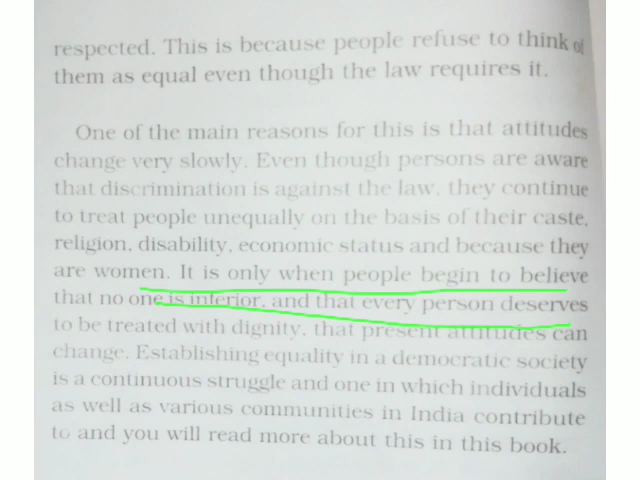 respected. This is because people refuse to think of
them as equal even though the law requires it.
One of the main reasons for this is that attitudes
change very slowly. Even though persons are aware
that discrimination is against the law, they continue
to treat people unequally on the basis of their caste,
religion, disability, economic status and because they
are women. It is only when people begin to believe
that no one is inferior, and that every person deserves
to be treated with dignity, that present attitudes can
change. Establishing equality in a democratic society
is a continuous struggle and one in which individuals
as well as various communities in India contribute
to and you will read more about this in this book.